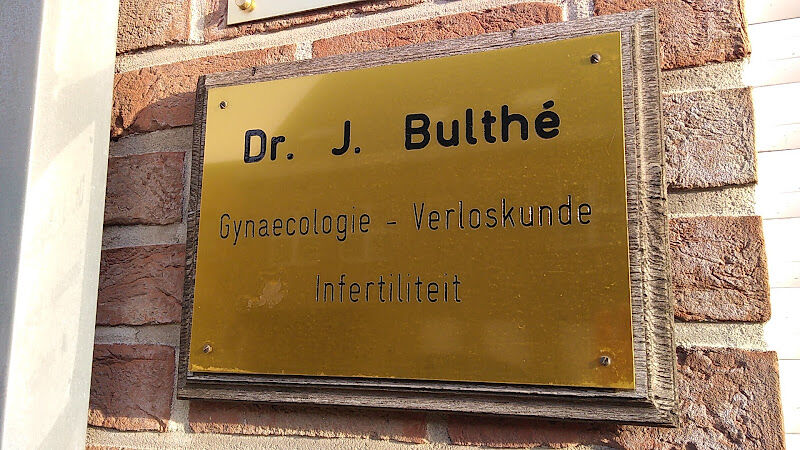 Dr. J. Bulthé
Gynaecologie - Verloskunde
Infertiliteit